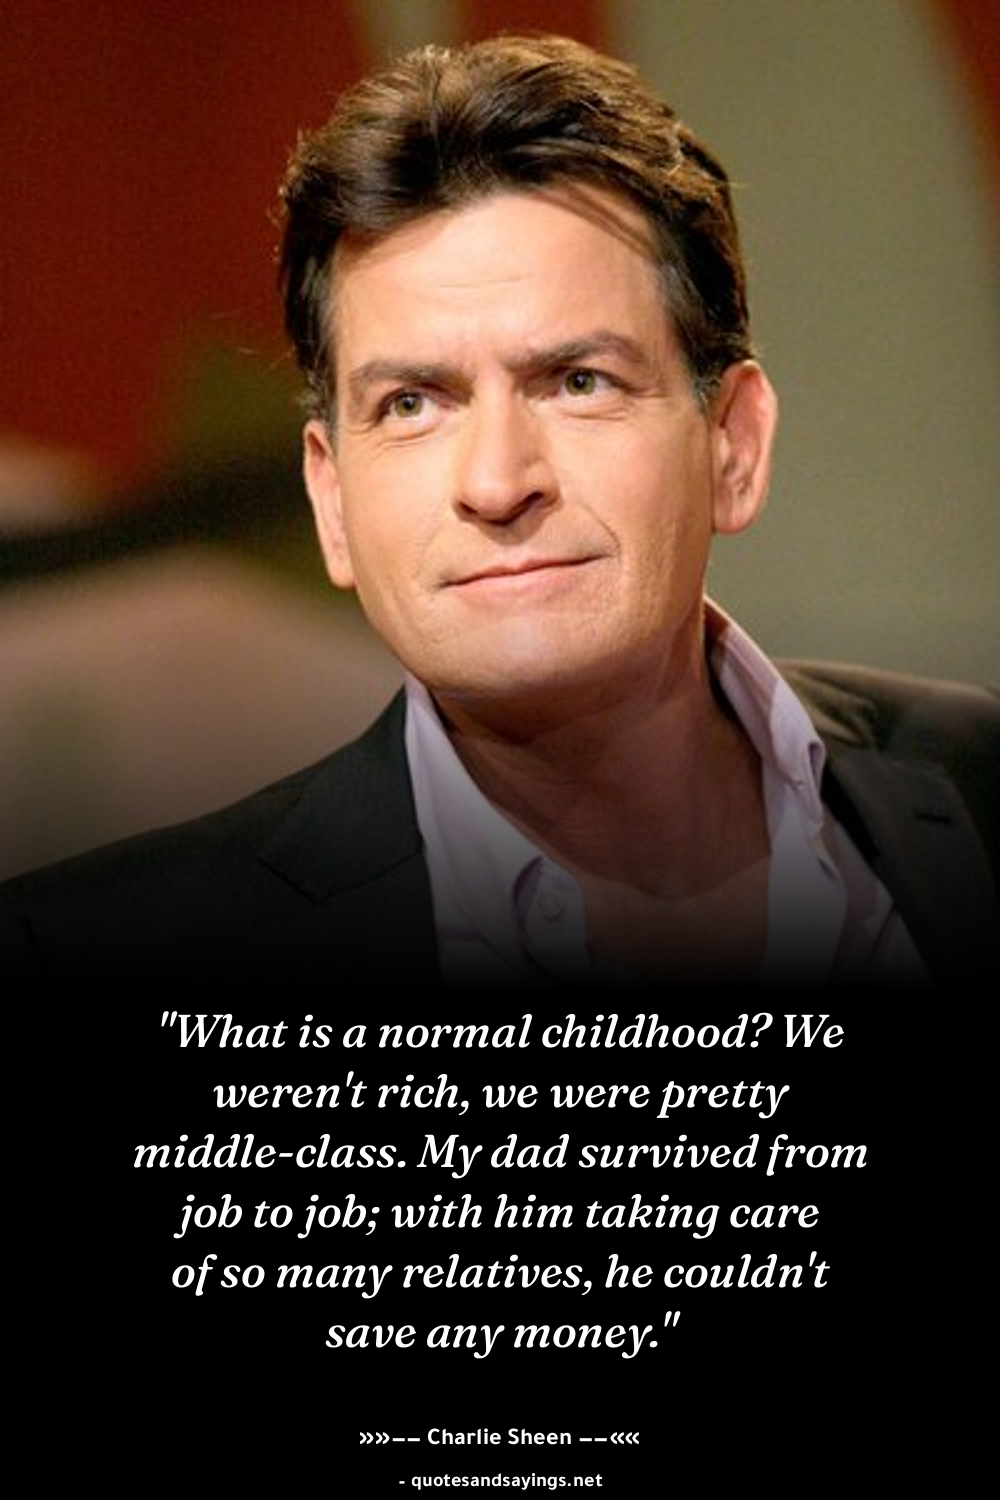 "What is a normal childhood? We
weren't rich, we were pretty
middle-class. My dad survived from
job to job; with him taking care
of so many relatives, he couldn't
save any money."
»»−− Charlie Sheen −−««
- quotesandsayings.net